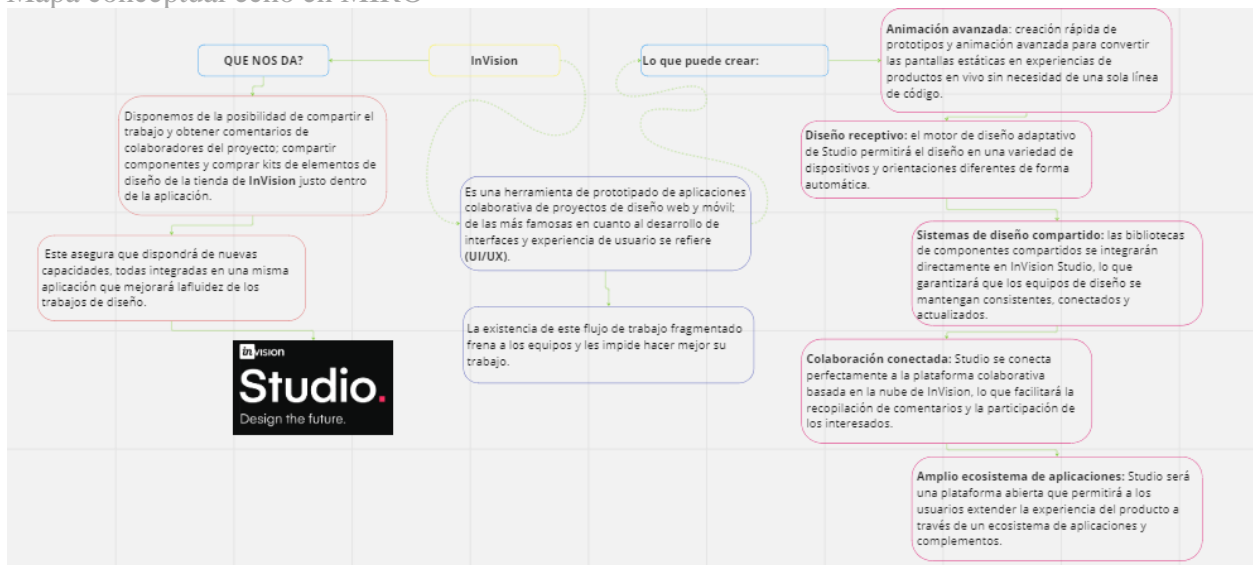 Mapa conceptual echo en MIRO
QUE NOS DA?
InVision
Lo que puede crear:
Disponemos de la posibilidad de compartir el
trabajo y obtener comentarios de
colaboradores del proyecto; compartir
componentes y comprar kits de elementos de
diseño de la tienda de InVision justo dentro
de la aplicación.
Este asegura que dispondrá de nuevas
capacidades, todas integradas en una misma
aplicación que mejorará lafluidez de los
trabajos de diseño.
in VISION
Studio.
Design the future.
Es una herramienta de prototipado de aplicaciones
colaborativa de proyectos de diseño web y móvil;
de las más famosas en cuanto al desarrollo de
interfaces y experiencia de usuario se refiere
(UI/UX).
La existencia de este flujo de trabajo fragmentado
frena a los equipos y les impide hacer mejor su
trabajo.
Animación avanzada: creación rápida de
prototipos y animación avanzada para convertir
las pantallas estáticas en experiencias de
productos en vivo sin necesidad de una sola línea
de código.
Diseño receptivo: el motor de diseño adaptativo
de Studio permitirá el diseño en una variedad de
dispositivos y orientaciones diferentes de forma
automática.
Sistemas de diseño compartido: las bibliotecas
de componentes compartidos se integrarán
directamente en InVision Studio, lo que
garantizará que los equipos de diseño se
mantengan consistentes, conectados y
actualizados.
Colaboración conectada: Studio se conecta
perfectamente a la plataforma colaborativa
basada en la nube de InVision, lo que facilitará la
recopilación de comentarios y la participación de
los interesados.
Amplio ecosistema de aplicaciones: Studio será
una plataforma abierta que permitirá a los
usuarios extender la experiencia del producto a
través de un ecosistema de aplicaciones y
complementos.